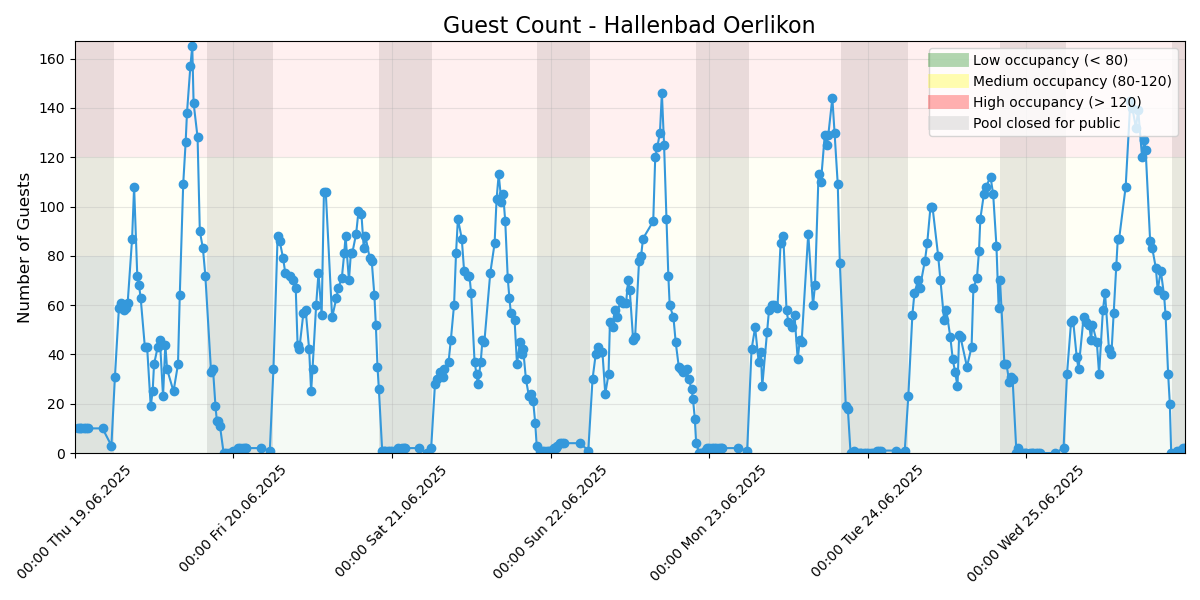 Guest Count - Hallenbad Oerlikon
Low occupancy (< 80)
Medium occupancy (80-120)
High occupancy (> 120)
Pool closed for public
Number of Guests
160
140
120
100
80
60
40
20
0
00:00 Thu 19.06.2025
00:00 Fri 20.06.2025
00:00 Sat 21.06.2025
00:00 Sun 22.06.2025
00:00 Mon 23.06.2025
00:00 Tue 24.06.2025
00:00 Wed 25.06.2025